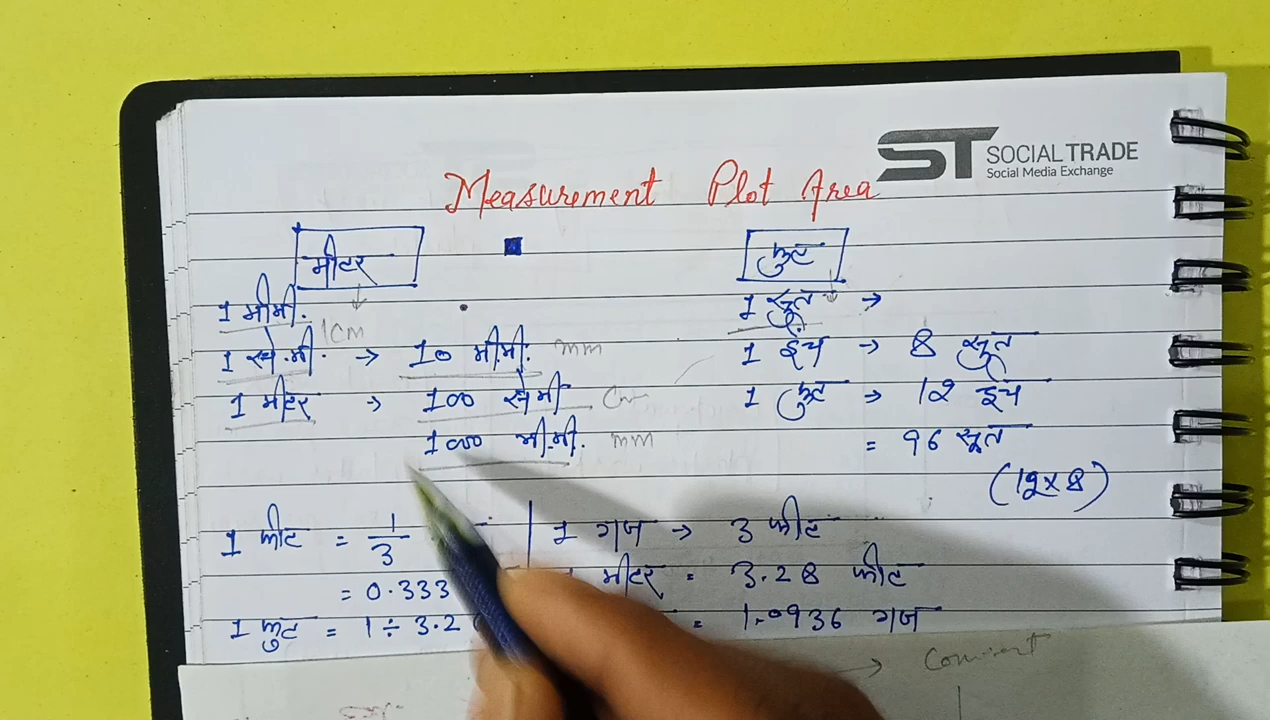 ST SOCIAL TRADE
Social Media Exchange
Measurement Plot Area
मीटर
फुट
1 मीमी.
1 सूत →
1CM
1 से.मी. → 10 मीमी. mm
1 इंच → 8 सूत
1 मीटर → 100 सेमी cm
1 फुट → 12 इंच
1000 मी.मी. mm
= 96 सूत
(12×8)
1 फीट = 1/3
1 गज → 3 फीट
= 0.333
मीटर = 3.28 फीट
1 फुट = 1÷3.2
= 1.0936 गज
→ Comment